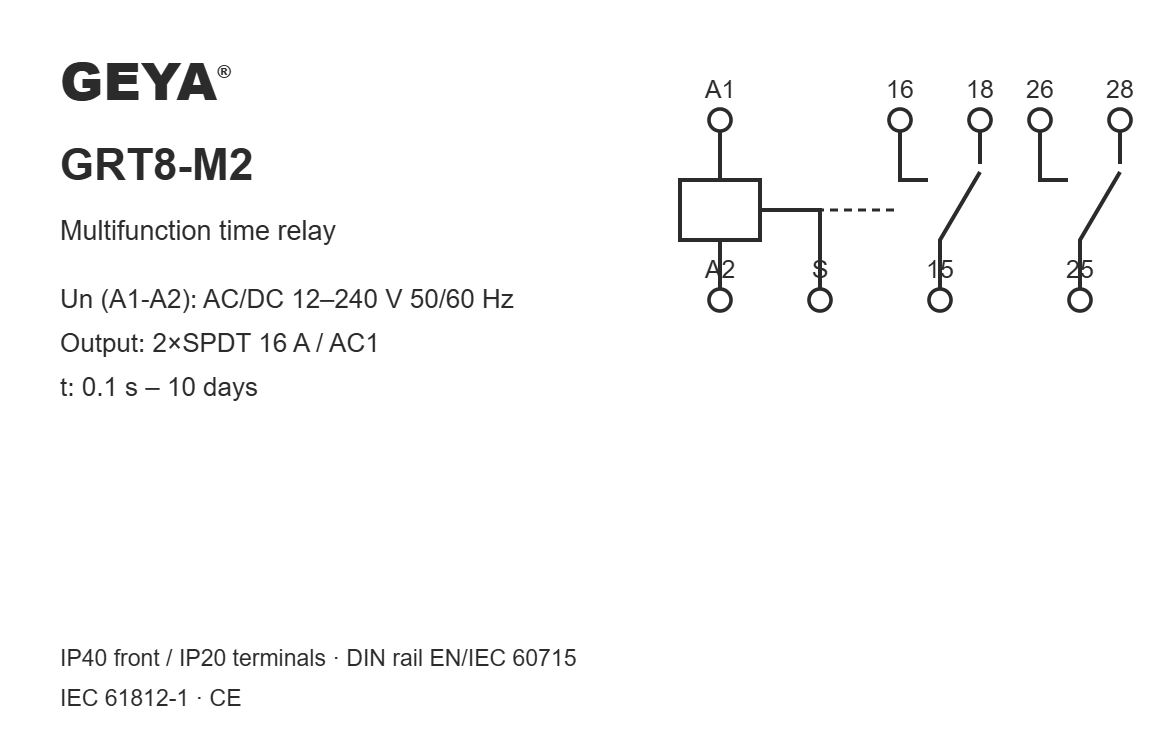 GEYA®
GRT8-M2
Multifunction time relay
Un (A1-A2): AC/DC 12–240 V 50/60 Hz
Output: 2×SPDT 16 A / AC1
t: 0.1 s – 10 days
A1 16 18 26 28
A2 S 15 25
IP40 front / IP20 terminals · DIN rail EN/IEC 60715
IEC 61812-1 · CE